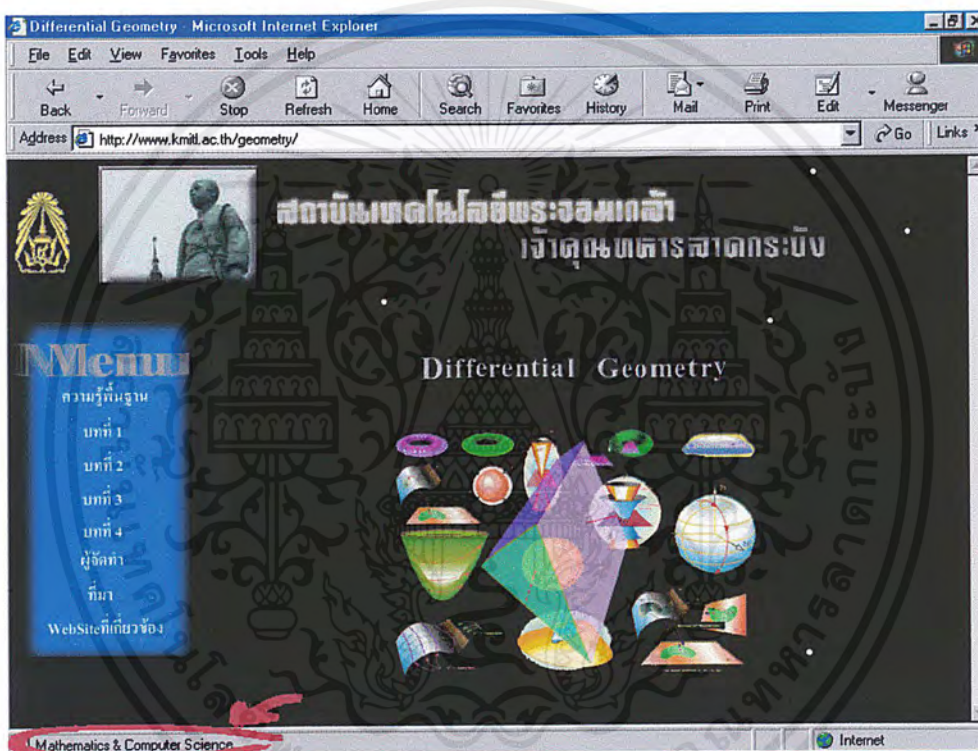 Differential Geometry - Microsoft Internet Explorer
File Edit View Favorites Tools Help
Back Forward Stop Refresh Home Search Favorites History Mail Print Edit Messenger
Address http://www.kmitl.ac.th/geometry/ Go Links
สถาบันเทคโนโลยีพระจอมเกล้า
เจ้าคุณทหารลาดกระบัง
Menu
ความรู้พื้นฐาน
บทที่ 1
บทที่ 2
บทที่ 3
บทที่ 4
ผู้จัดทำ
ที่มา
WebSiteที่เกี่ยวข้อง
Differential Geometry
Mathematics & Computer Science
Internet